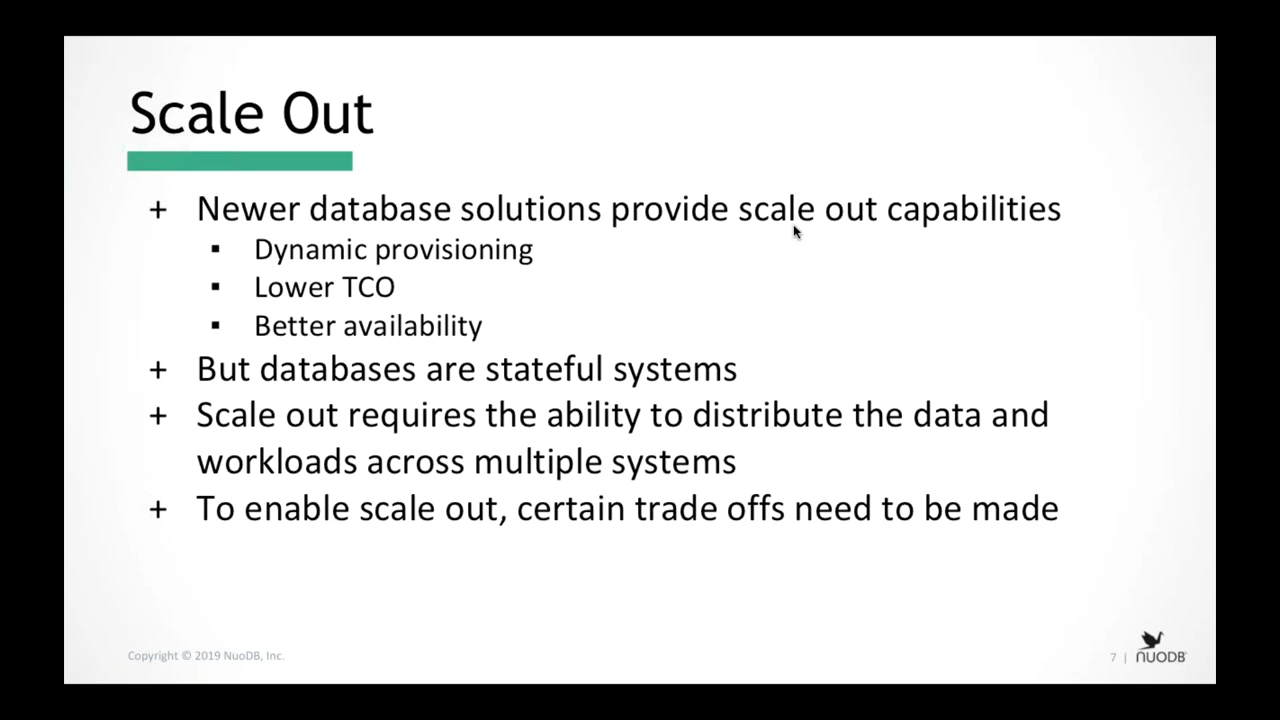 Scale Out
+ Newer database solutions provide scale out capabilities
▪ Dynamic provisioning
▪ Lower TCO
▪ Better availability
+ But databases are stateful systems
+ Scale out requires the ability to distribute the data and
workloads across multiple systems
+ To enable scale out, certain trade offs need to be made
Copyright © 2019 NuoDB, Inc.
7 | NUODB